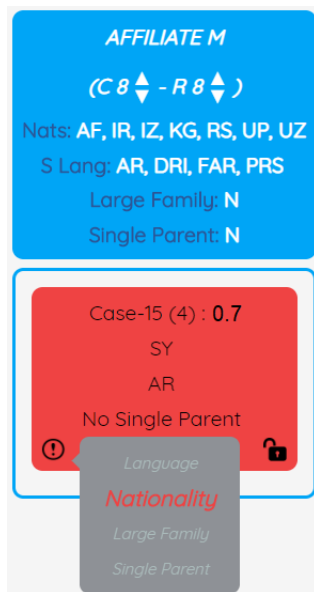 AFFILIATE M
(C 8 - R 8 )
Nats: AF, IR, IZ, KG, RS, UP, UZ
S Lang: AR, DRI, FAR, PRS
Large Family: N
Single Parent: N
Case-15 (4) : 0.7
SY
AR
No Single Parent
Language
Nationality
Large Family
Single Parent